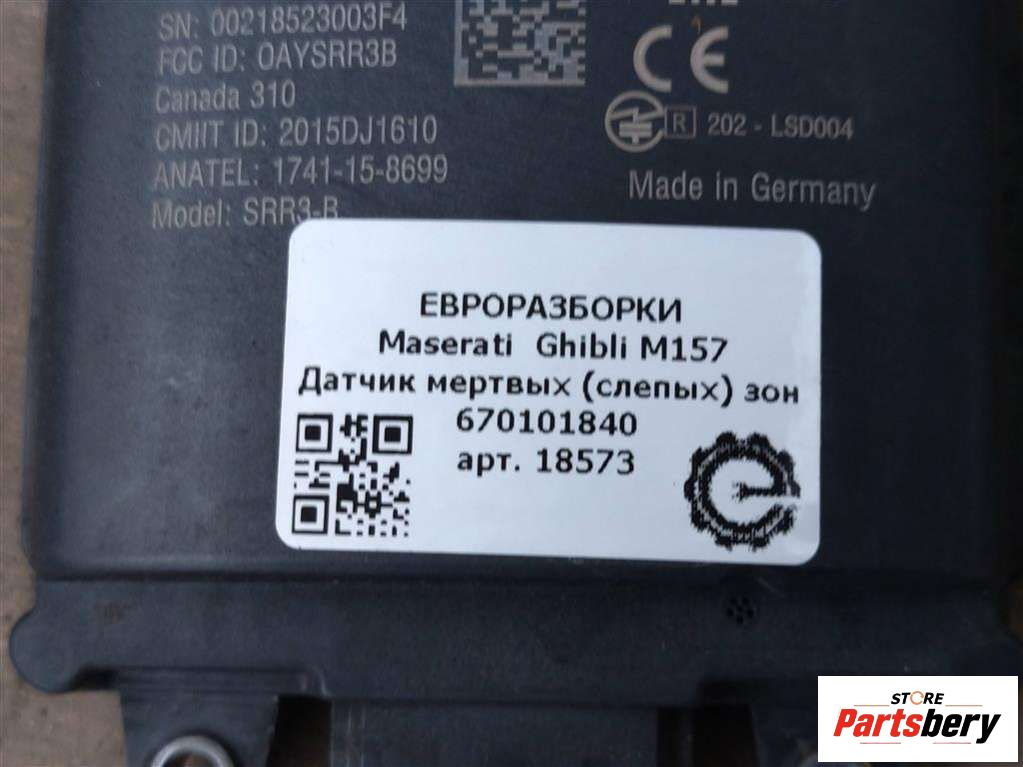 SN: 00218523003F4
FCC ID: OAYSRR3B
Canada 310
CMIIT ID: 2015DJ1610
ANATEL: 1741-15-8699
Model: SRR3-B
CE
R 202 - LSD004
Made in Germany
ЕВРОРАЗБОРКИ
Maserati Ghibli M157
Датчик мертвых (слепых) зон
670101840
арт. 18573
STORE
Partsbery